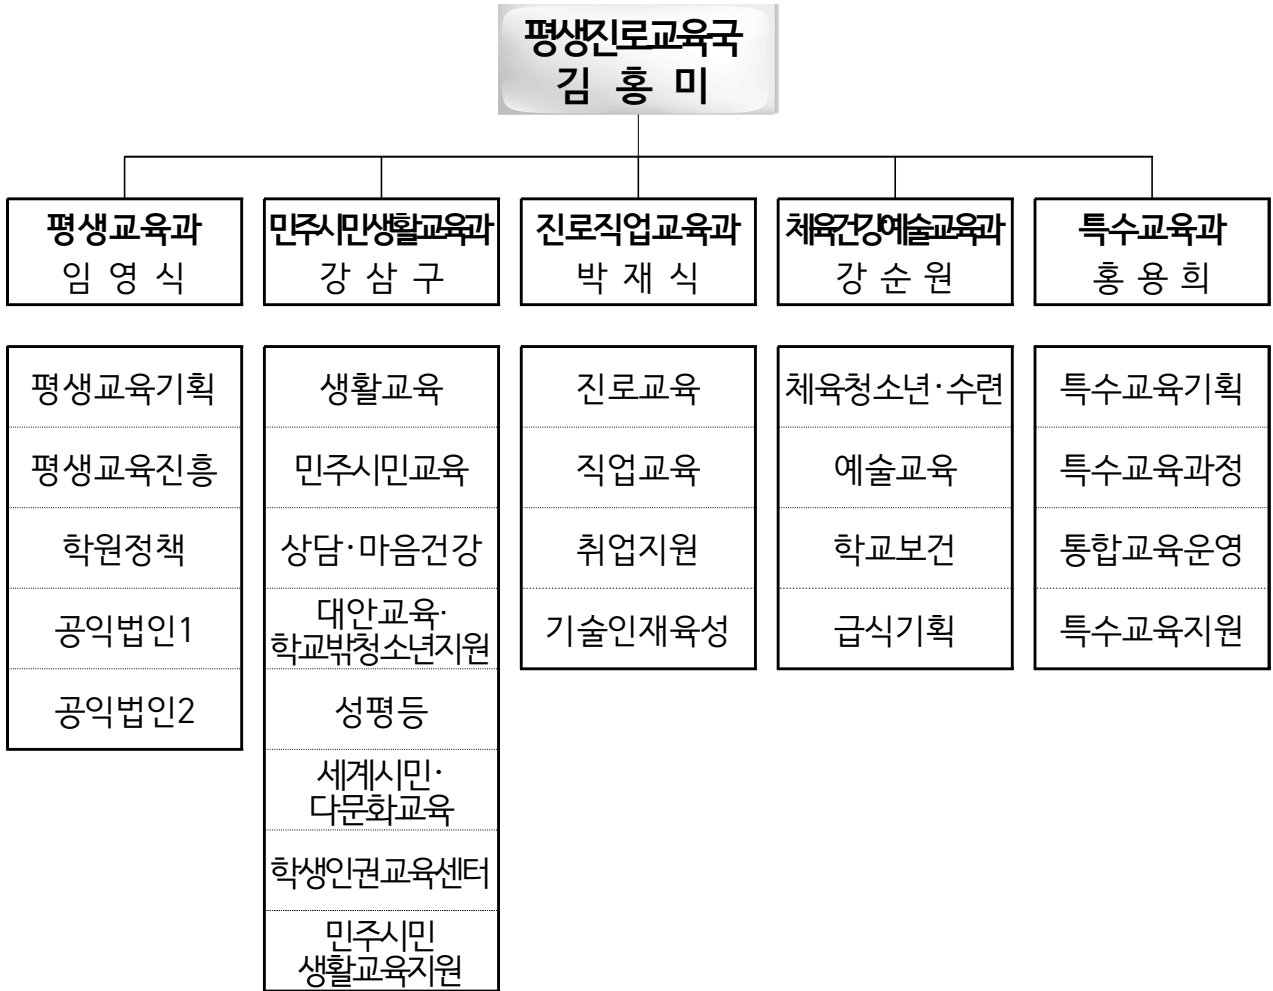 평생진로교육국
김 홍 미
평생교육과
임 영 식
민주시민생활교육과
강 삼 구
진로직업교육과
박 재 식
체육건강예술교육과
강 순 원
특수교육과
홍 용 희
평생교육기획
평생교육진흥
학원정책
공익법인1
공익법인2
생활교육
민주시민교육
상담·마음건강
대안교육·
학교밖청소년지원
성평등
세계시민·
다문화교육
학생인권교육센터
민주시민
생활교육지원
진로교육
직업교육
취업지원
기술인재육성
체육청소년·수련
예술교육
학교보건
급식기획
특수교육기획
특수교육과정
통합교육운영
특수교육지원